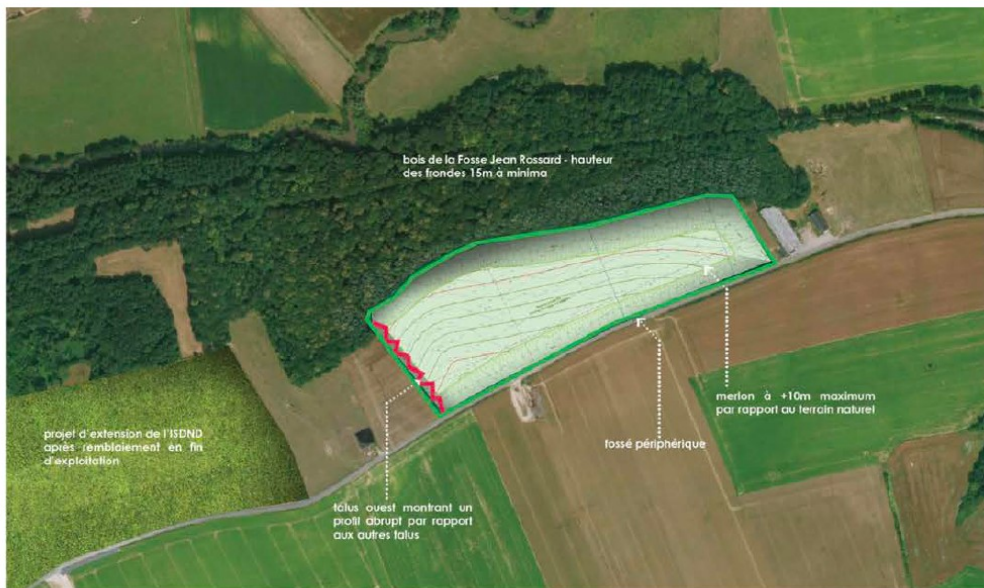 bois de la Fosse Jean Rossard - hauteur
des frondes 15m à minima
merlon à +10m maximum
par rapport au terrain naturel
fossé périphérique
projet d'extension de l'ISDND
après remblaiement en fin
d'exploitation
talus ouest montrant un
profil abrupt par rapport
aux autres talus